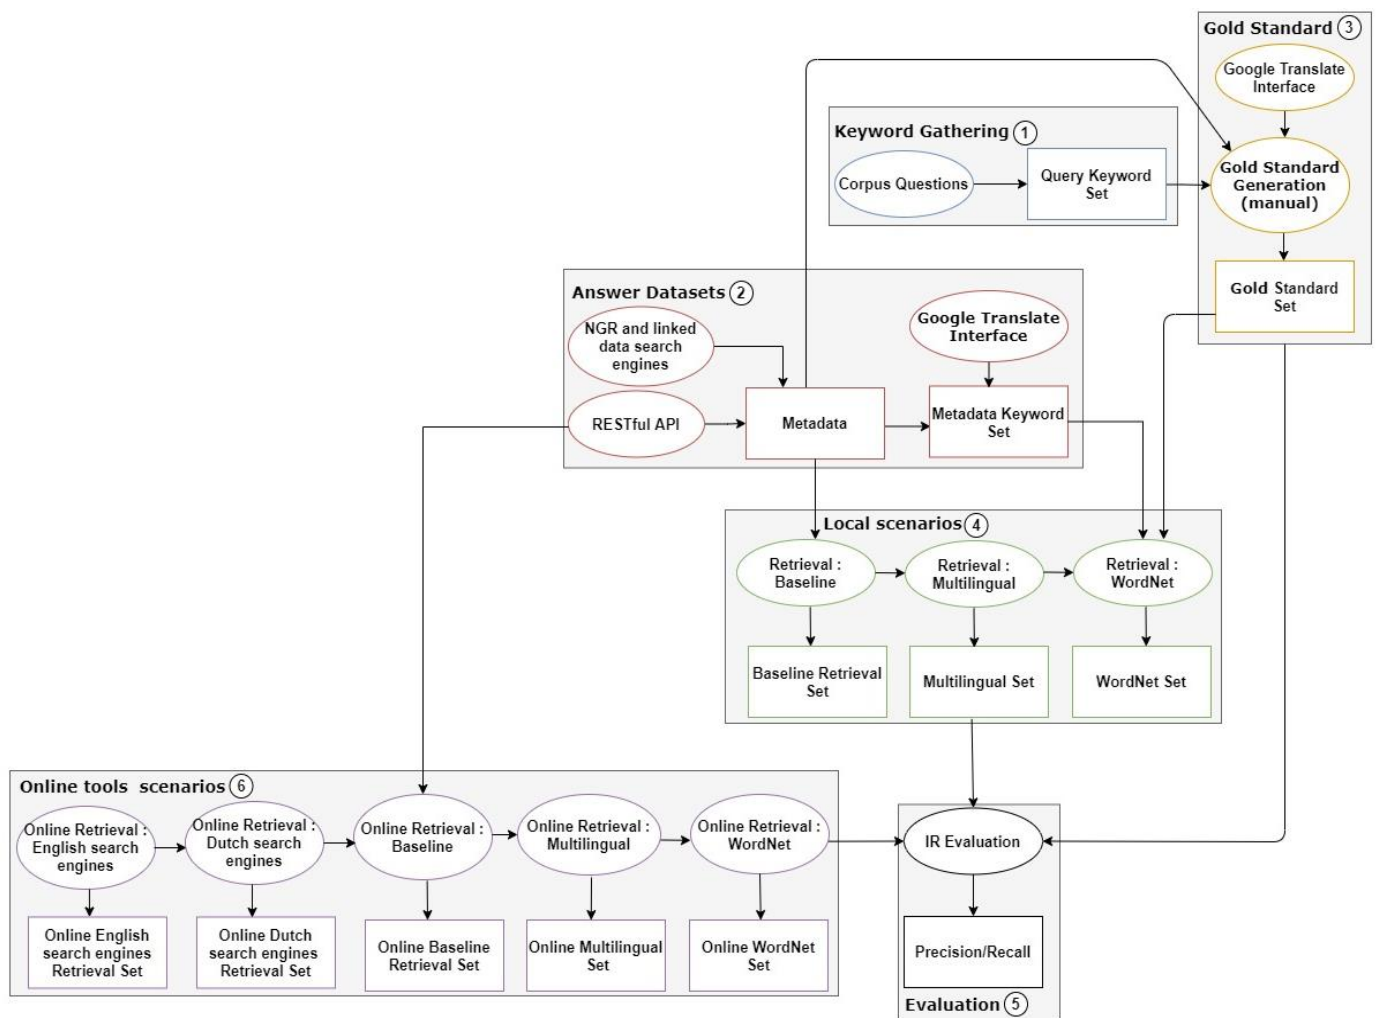 Gold Standard 3
Google Translate
Interface
Gold Standard
Generation
(manual)
Gold Standard
Set
Keyword Gathering 1
Corpus Questions
Query Keyword
Set
Answer Datasets 2
NGR and linked
data search
engines
Google Translate
Interface
RESTful API
Metadata
Metadata Keyword
Set
Local scenarios 4
Retrieval :
Baseline
Retrieval :
Multilingual
Retrieval :
WordNet
Baseline Retrieval
Set
Multilingual Set
WordNet Set
Online tools scenarios 6
Online Retrieval :
English search
engines
Online Retrieval :
Dutch search
engines
Online Retrieval :
Baseline
Online Retrieval :
Multilingual
Online Retrieval :
WordNet
Online English
search engines
Retrieval Set
Online Dutch
search engines
Retrieval Set
Online Baseline
Retrieval Set
Online Multilingual
Set
Online WordNet
Set
IR Evaluation
Precision/Recall
Evaluation 5